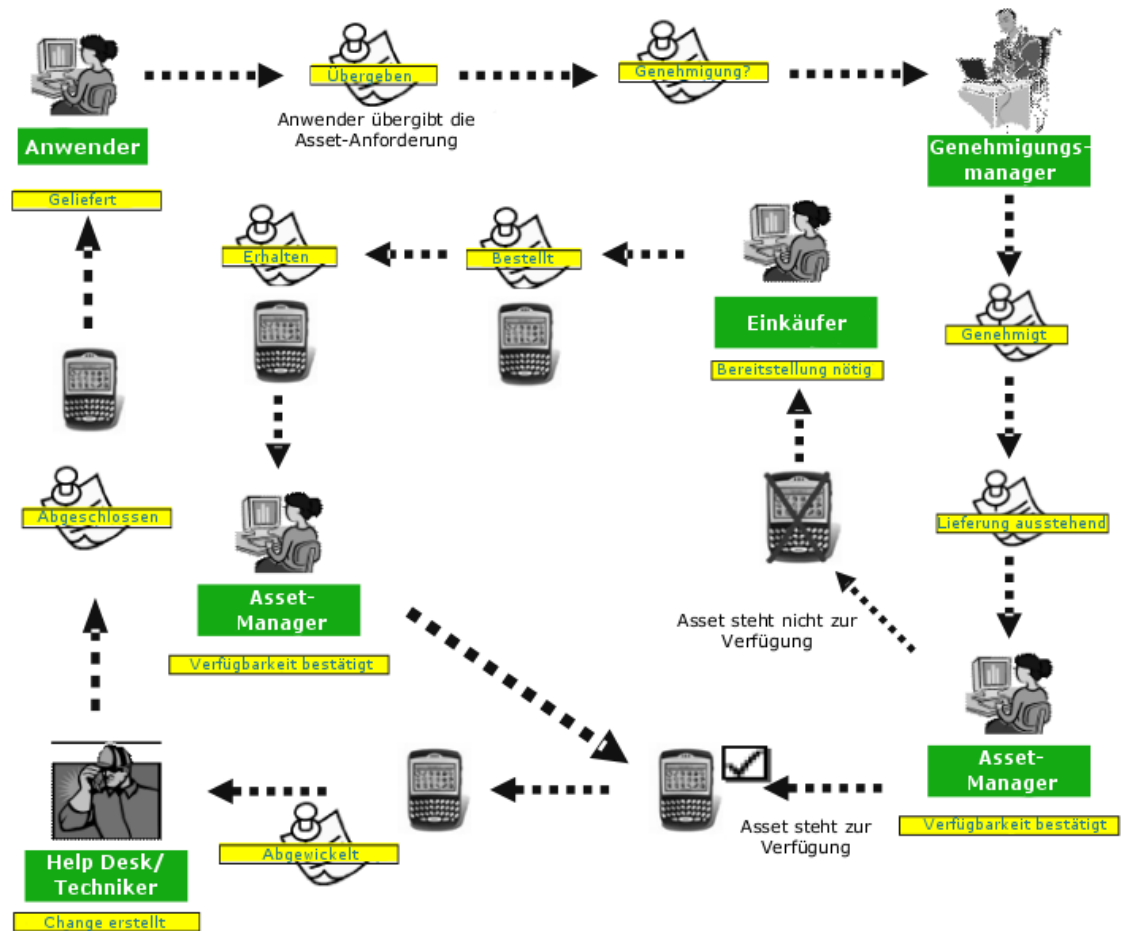 Übergeben
Genehmigung?
Anwender übergibt die
Asset-Anforderung
Anwender
Genehmigungs-
manager
Geliefert
Erhalten
Bestellt
Einkäufer
Bereitstellung nötig
Genehmigt
Abgeschlossen
Lieferung ausstehend
Asset-
Manager
Verfügbarkeit bestätigt
Asset steht nicht zur
Verfügung
Asset-
Manager
Verfügbarkeit bestätigt
Asset steht zur
Verfügung
Abgewickelt
Help Desk/
Techniker
Change erstellt